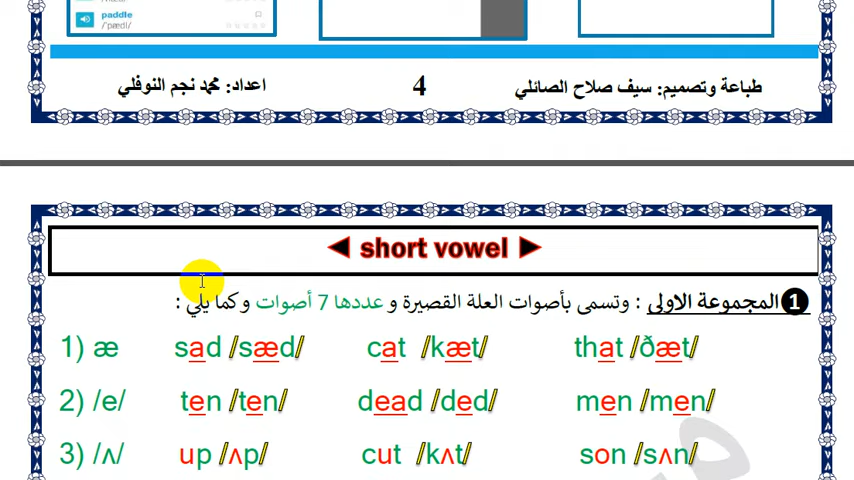 paddle
/ˈpædl/
طباعة وتصميم: سيف صلاح الصائلي 4 اعداد: محمد نجم النوفلي
short vowel
1 المجموعة الاولى : وتسمى بأصوات العلة القصيرة و عددها 7 أصوات وكما يلي :
1) æ sad /sæd/ cat /kæt/ that /ðæt/
2) /e/ ten /ten/ dead /ded/ men /men/
3) /ʌ/ up /ʌp/ cut /kʌt/ son /sʌn/